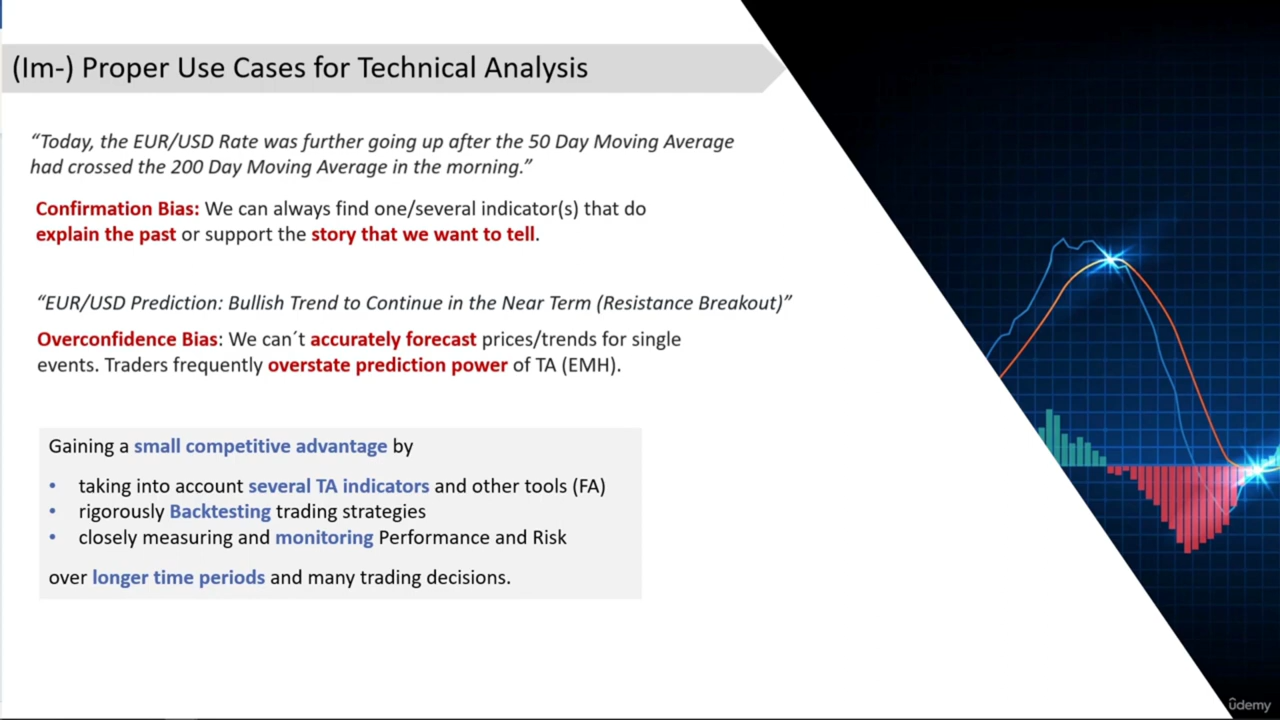 (Im-) Proper Use Cases for Technical Analysis
“Today, the EUR/USD Rate was further going up after the 50 Day Moving Average
had crossed the 200 Day Moving Average in the morning.”
Confirmation Bias: We can always find one/several indicator(s) that do
explain the past or support the story that we want to tell.
“EUR/USD Prediction: Bullish Trend to Continue in the Near Term (Resistance Breakout)”
Overconfidence Bias: We can´t accurately forecast prices/trends for single
events. Traders frequently overstate prediction power of TA (EMH).
Gaining a small competitive advantage by
• taking into account several TA indicators and other tools (FA)
• rigorously Backtesting trading strategies
• closely measuring and monitoring Performance and Risk
over longer time periods and many trading decisions.
ûdemy